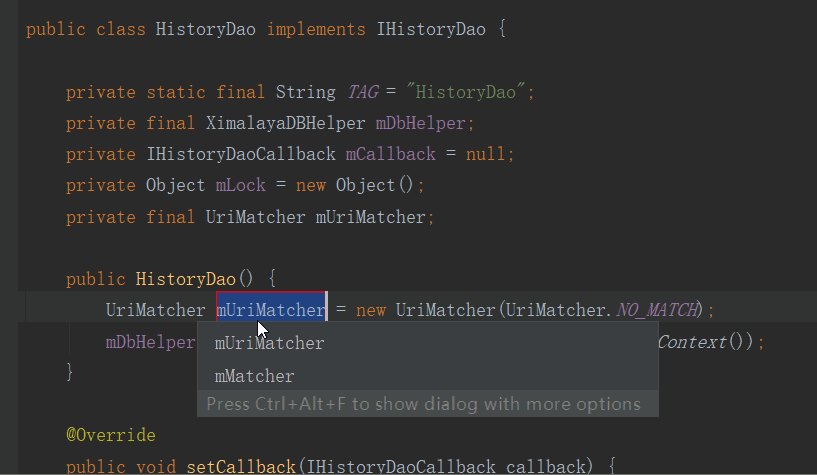 public class HistoryDao implements IHistoryDao {
private static final String TAG = "HistoryDao";
private final XimalayaDBHelper mDbHelper;
private IHistoryDaoCallback mCallback = null;
private Object mLock = new Object();
private final UriMatcher mUriMatcher;
public HistoryDao() {
UriMatcher mUriMatcher = new UriMatcher(UriMatcher.NO_MATCH);
mDbHelper Context());
mUriMatcher
mMatcher
Press Ctrl+Alt+F to show dialog with more options
}
@Override
public void setCallback(IHistoryDaoCallback callback) {